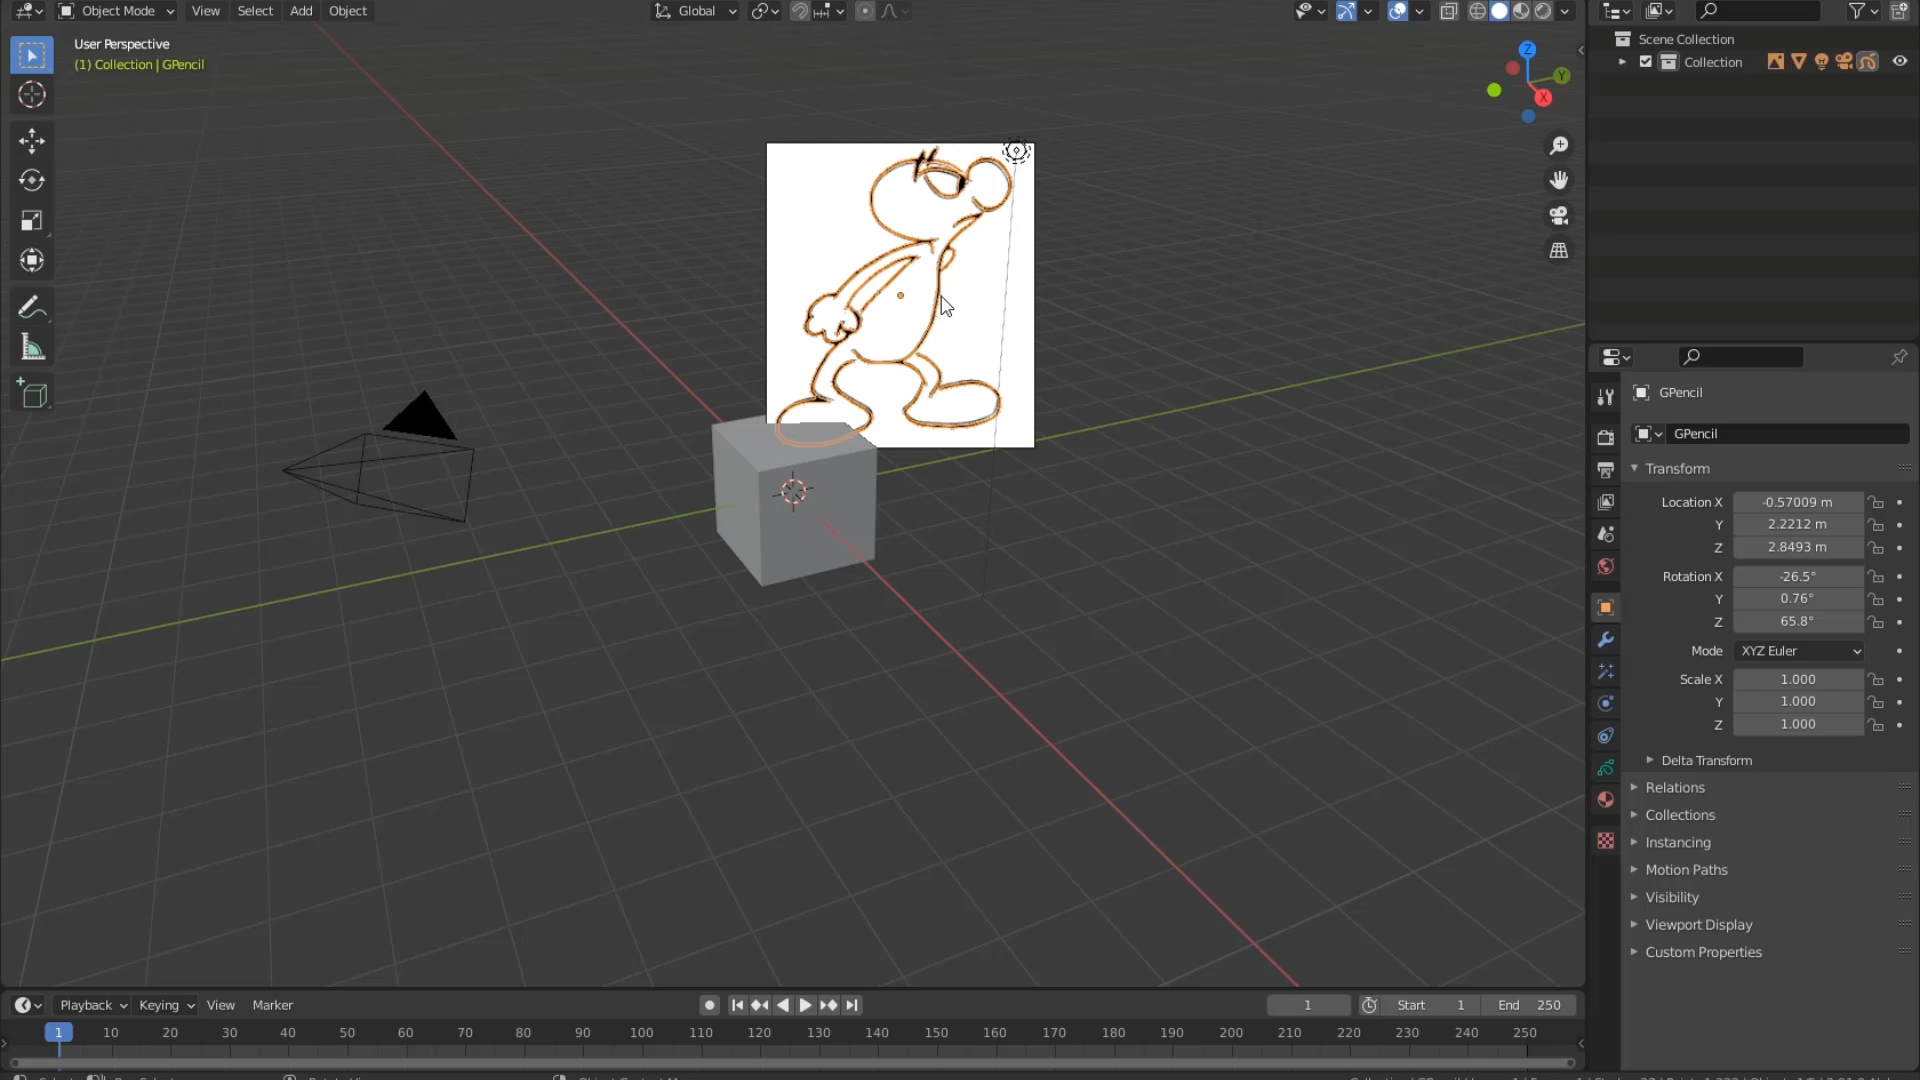 Object Mode View Select Add Object Global
User Perspective
(1) Collection | GPencil
Z
Y
X
Scene Collection
Collection
GPencil
GPencil
Transform
Location X -0.57009 m
Y 2.2212 m
Z 2.8493 m
Rotation X -26.5°
Y 0.76°
Z 65.8°
Mode XYZ Euler
Scale X 1.000
Y 1.000
Z 1.000
Delta Transform
Relations
Collections
Instancing
Motion Paths
Visibility
Viewport Display
Custom Properties
Playback Keying View Marker 1 Start 1 End 250
1 10 20 30 40 50 60 70 80 90 100 110 120 130 140 150 160 170 180 190 200 210 220 230 240 250